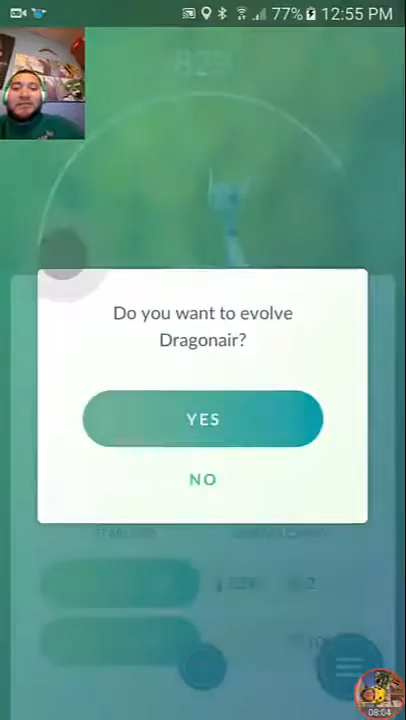 77% 12:55 PM
Do you want to evolve
Dragonair?
YES
NO
08:04